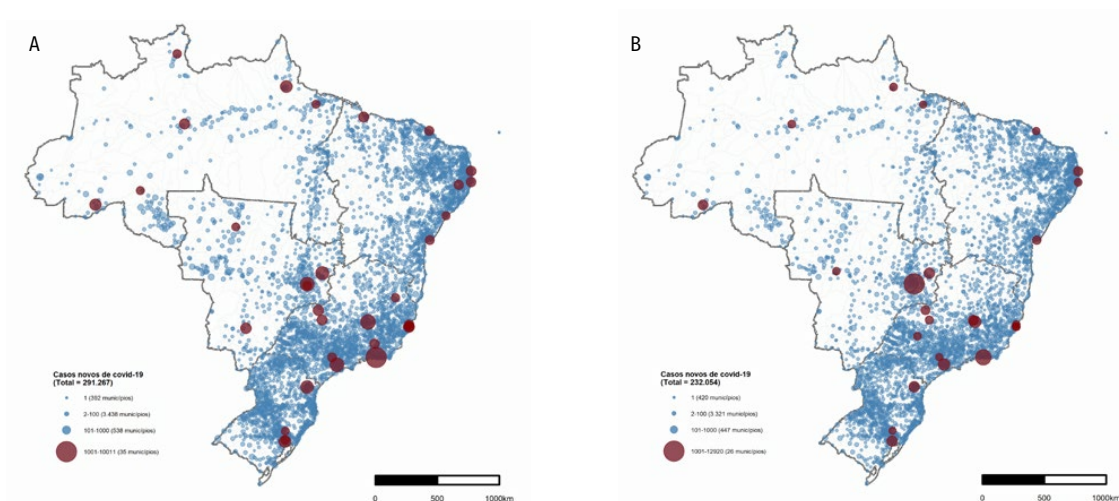 A
Casos novos de covid-19
(Total = 291.267)
1 (392 municípios)
2-100 (3.438 municípios)
101-1000 (538 municípios)
1001-10011 (35 municípios)
0 500 1000km
B
Casos novos de covid-19
(Total = 232.054)
1 (420 municípios)
2-100 (3.321 municípios)
101-1000 (447 municípios)
1001-12820 (26 municípios)
0 500 1000km